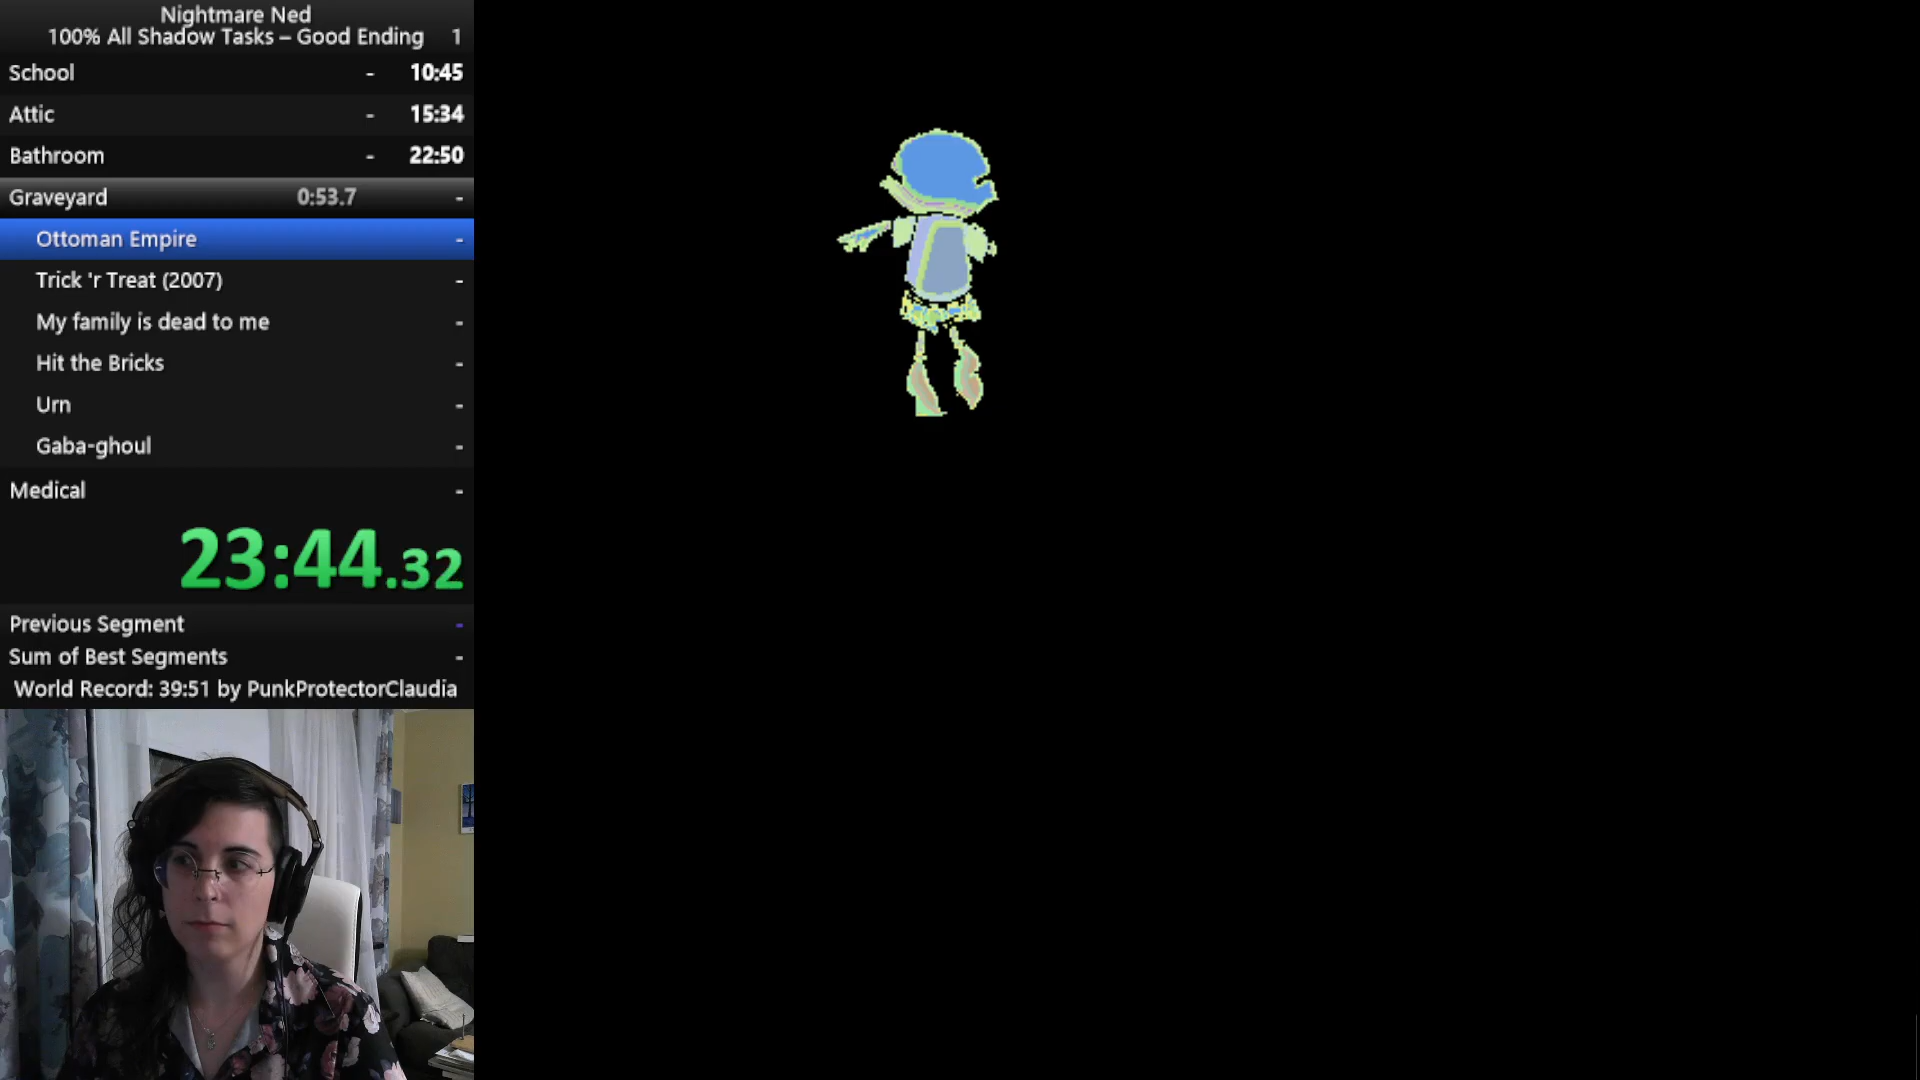 Nightmare Ned
100% All Shadow Tasks – Good Ending 1
School - 10:45
Attic - 15:34
Bathroom - 22:50
Graveyard 0:53.7 -
Ottoman Empire -
Trick 'r Treat (2007) -
My family is dead to me -
Hit the Bricks -
Urn -
Gaba-ghoul -
Medical -
23:44.32
Previous Segment -
Sum of Best Segments -
World Record: 39:51 by PunkProtectorClaudia